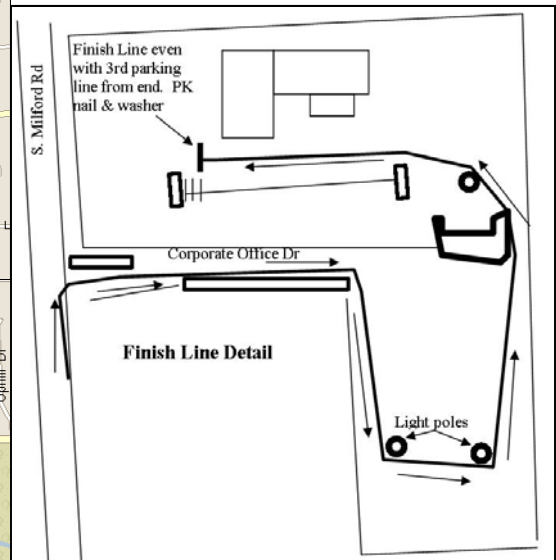 Finish Line even
with 3rd parking
line from end. PK
nail & washer
S. Milford Rd
Corporate Office Dr
Finish Line Detail
Light poles